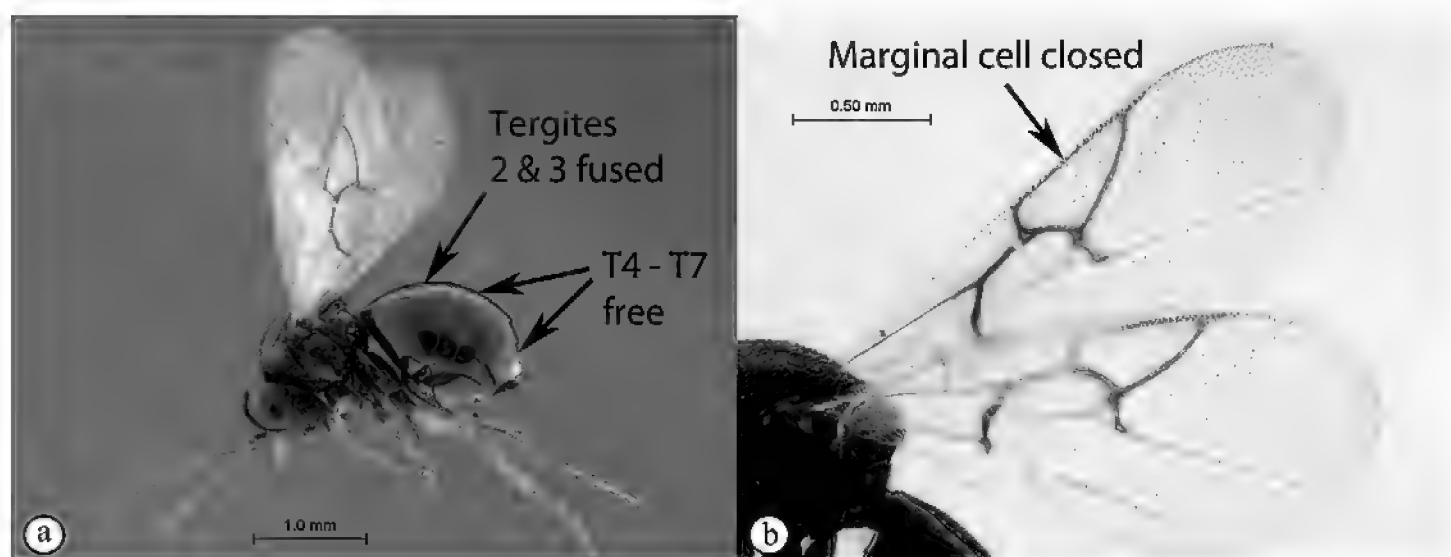 Tergites
2 & 3 fused
T4 - T7
free
a
1.0 mm
Marginal cell closed
0.50 mm
b